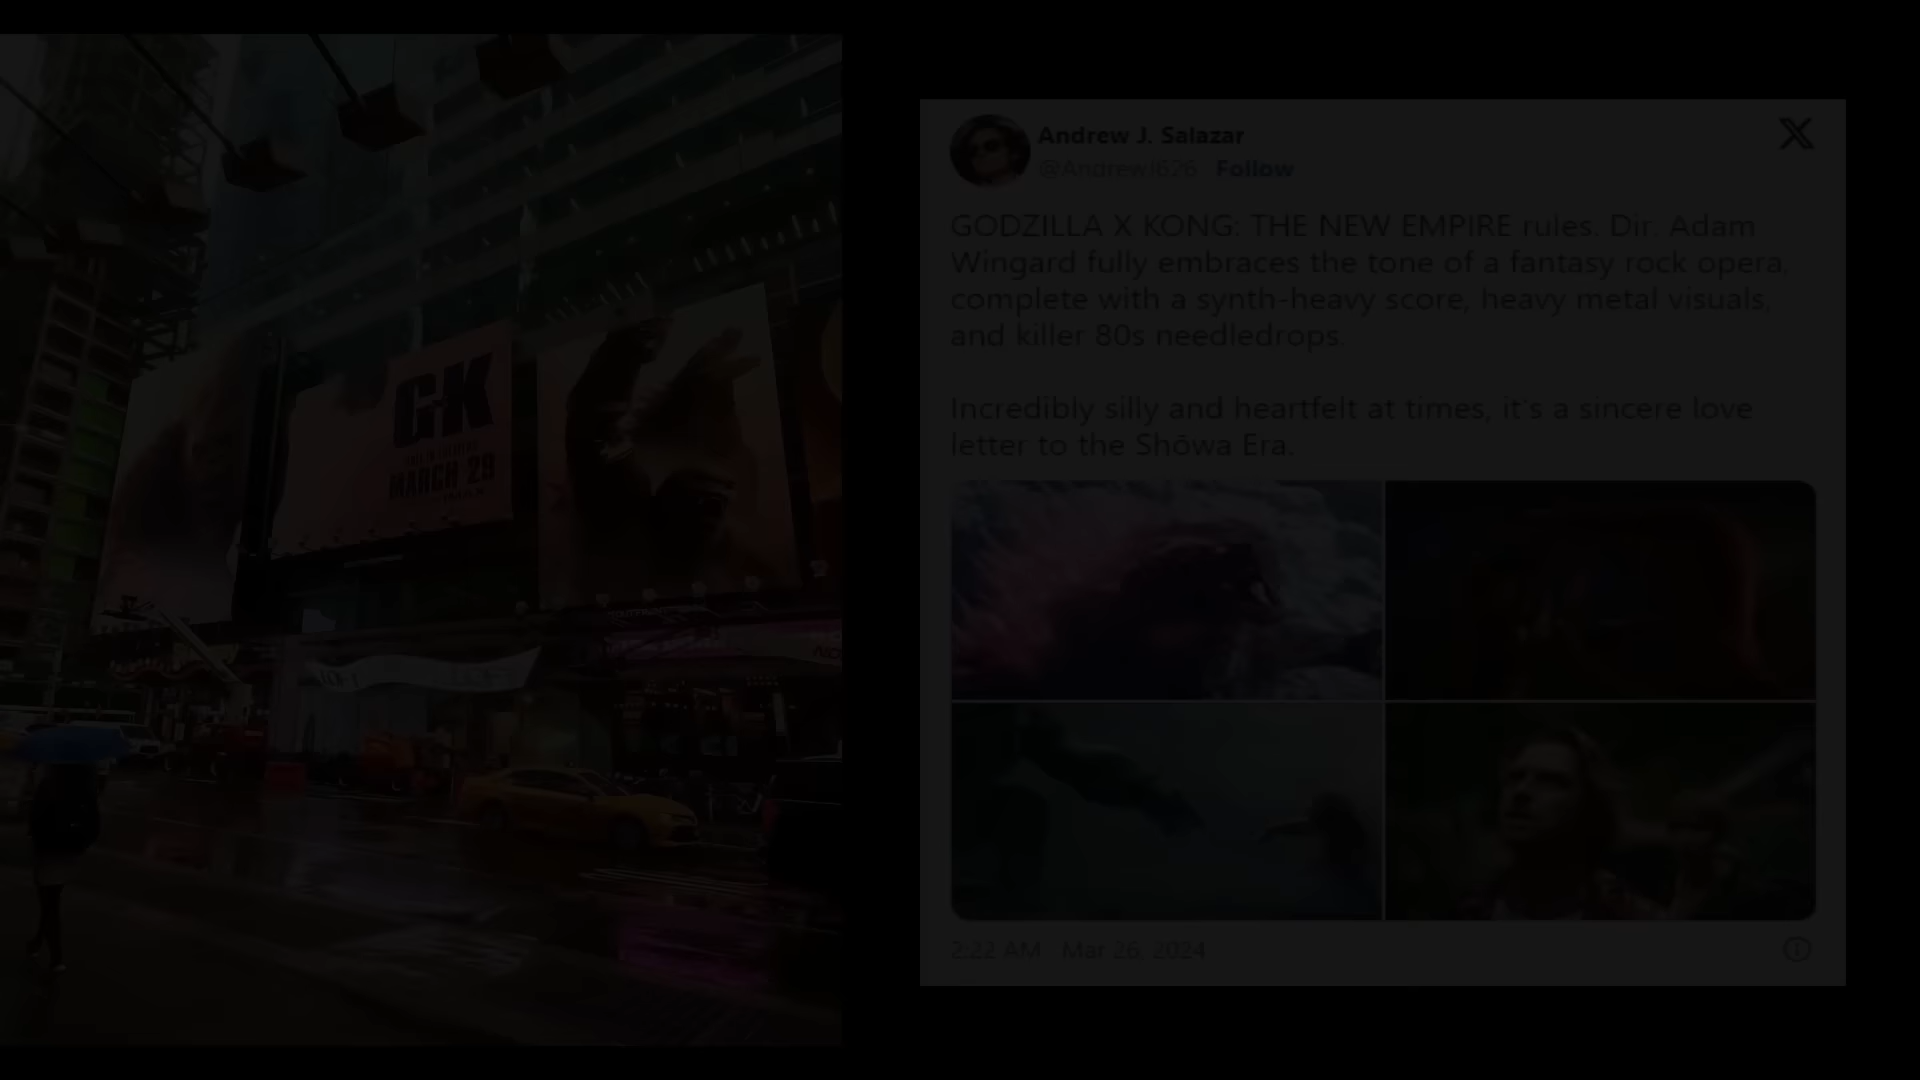 GK
MARCH 29
Andrew J. Salazar
@AndrewJ626 Follow
GODZILLA X KONG: THE NEW EMPIRE rules. Dir. Adam
Wingard fully embraces the tone of a fantasy rock opera,
complete with a synth-heavy score, heavy metal visuals,
and killer 80s needledrops.
Incredibly silly and heartfelt at times, it's a sincere love
letter to the Shōwa Era.
2:22 AM Mar 26, 2024